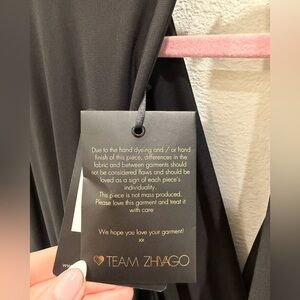 Due to the hand dyeing and / or hand
finish of this piece, differences in the
fabric and between garments should
not be considered flaws and should be
loved as a sign of each piece's
individuality.
This piece is not mass produced.
Please love this garment and treat it
with care
We hope you love your garment!
xx
TEAM ZHIVAGO